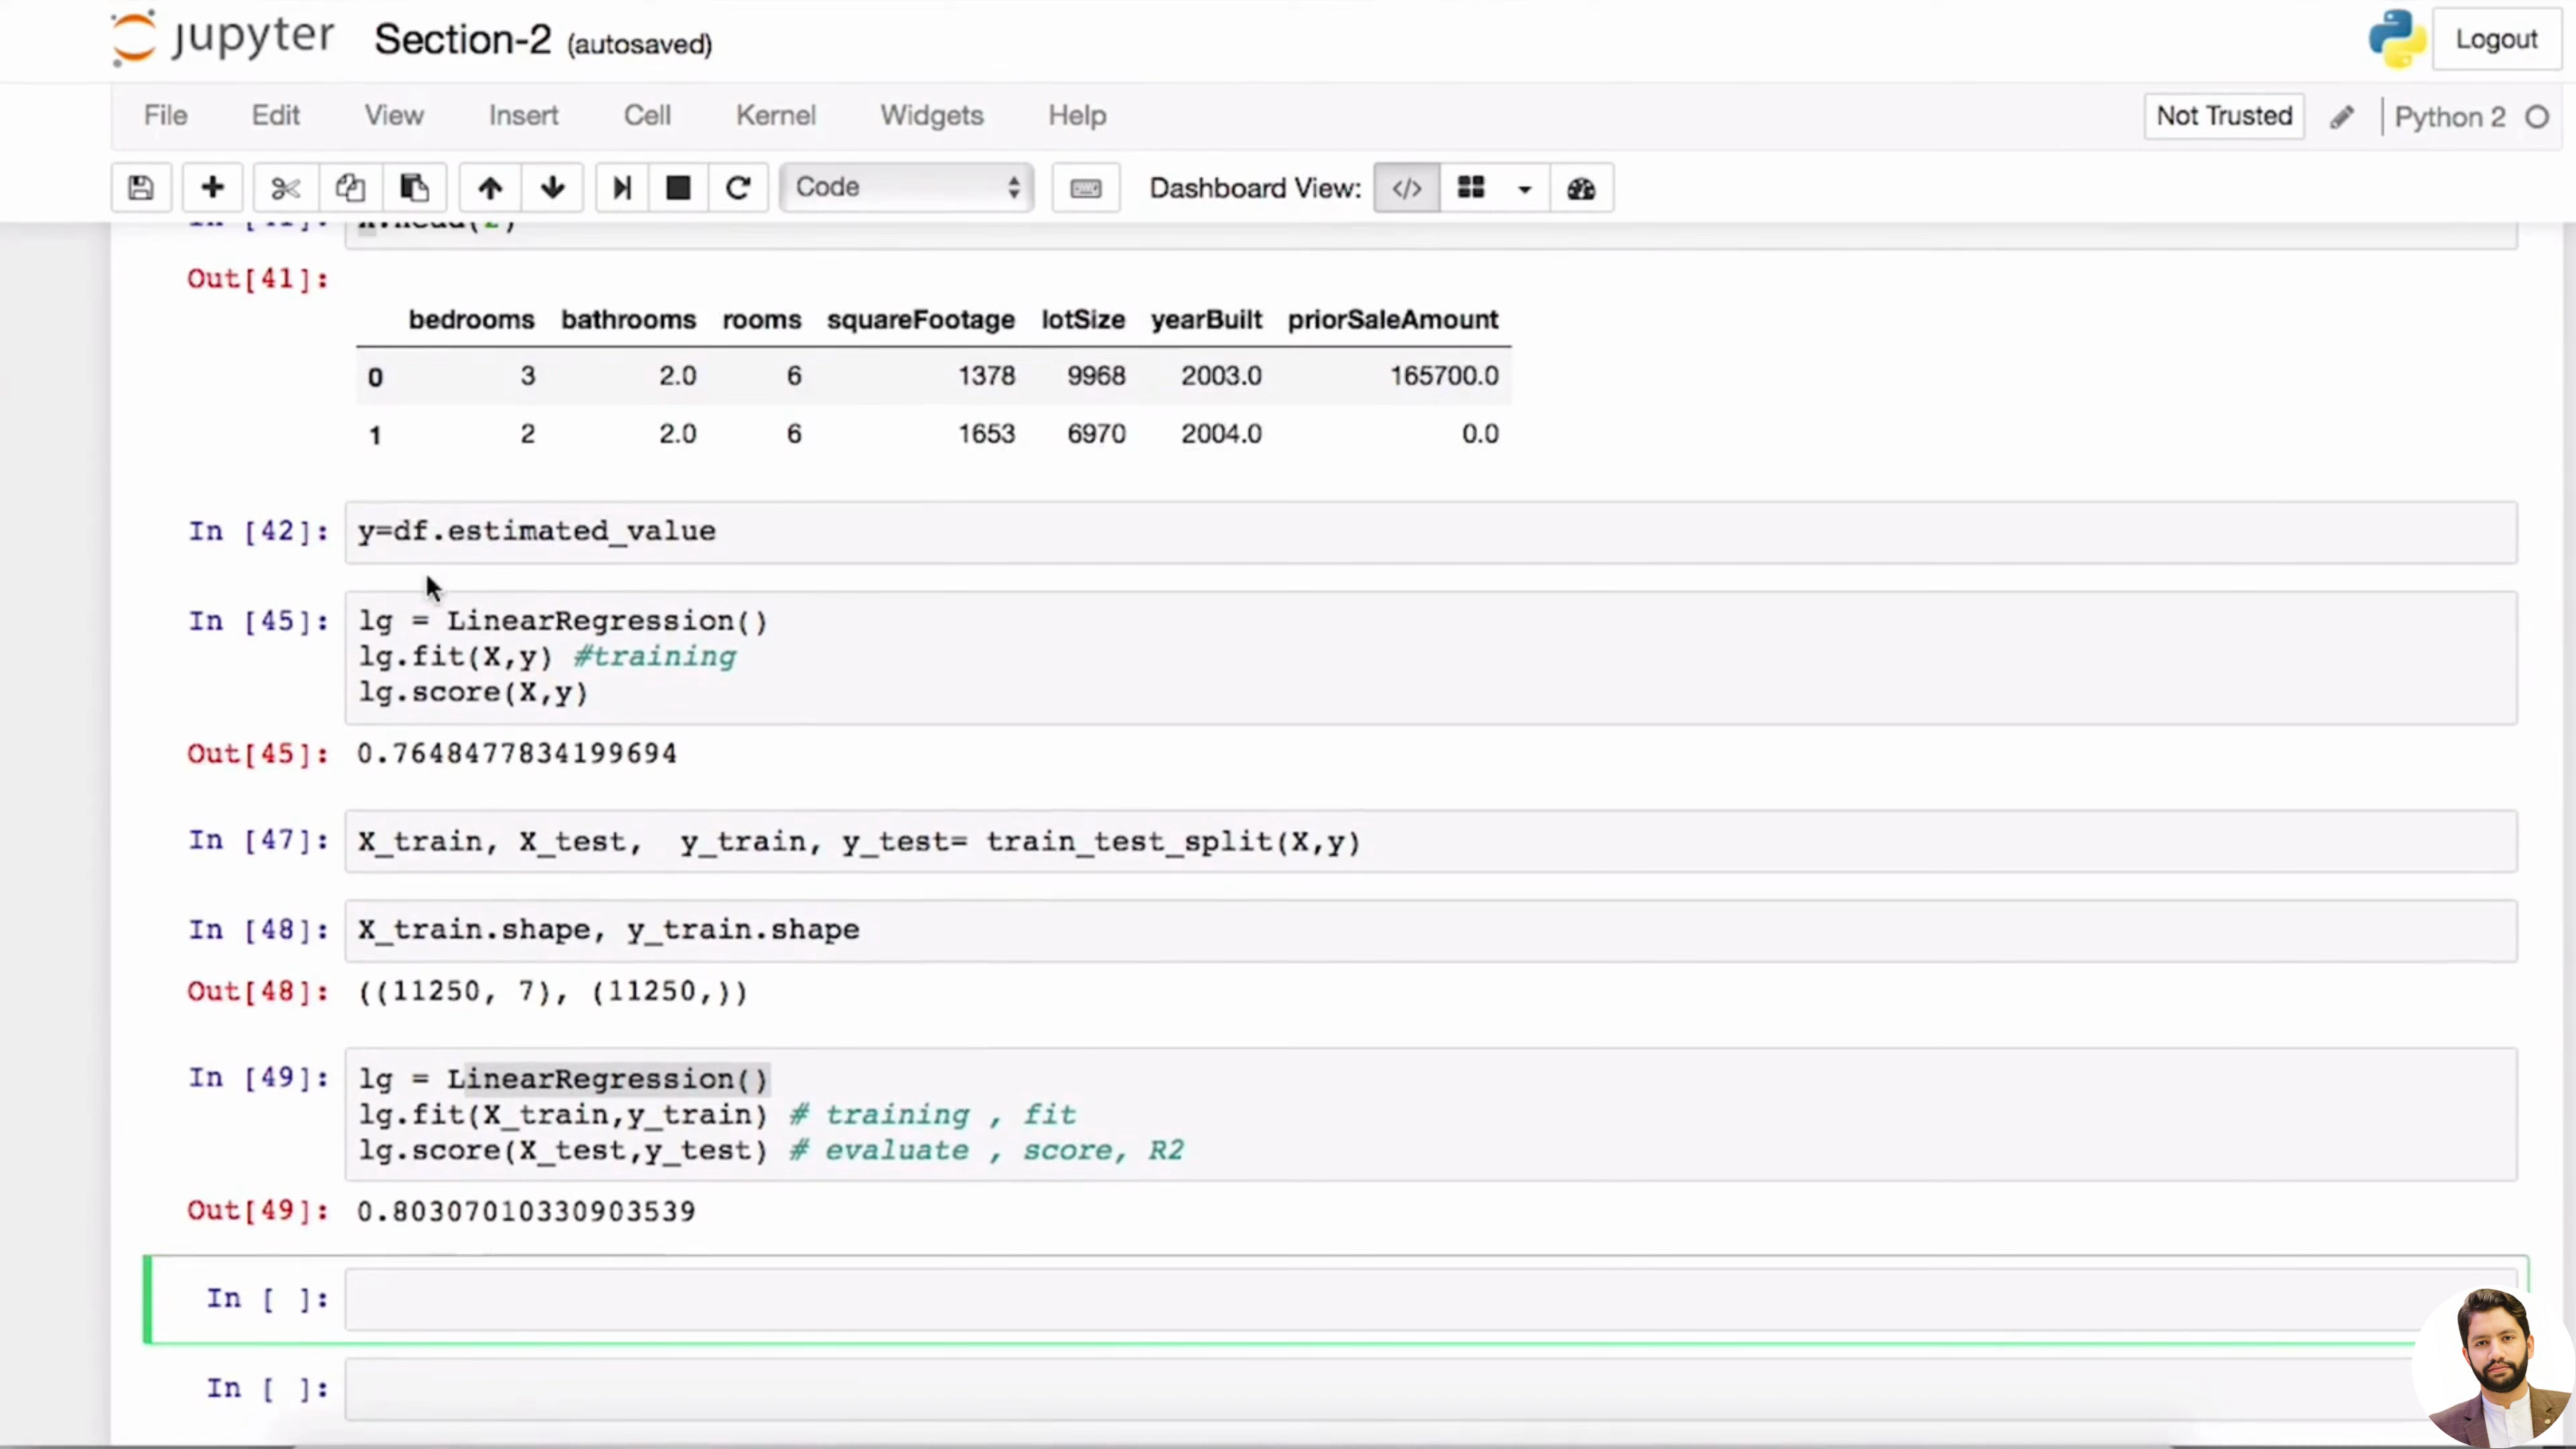 jupyter Section-2 (autosaved) Logout
File Edit View Insert Cell Kernel Widgets Help Not Trusted Python 2
Code Dashboard View:
Out[41]:
bedrooms bathrooms rooms squareFootage lotSize yearBuilt priorSaleAmount
0 3 2.0 6 1378 9968 2003.0 165700.0
1 2 2.0 6 1653 6970 2004.0 0.0
In [42]: y=df.estimated_value
In [45]: lg = LinearRegression()
lg.fit(X,y) #training
lg.score(X,y)
Out[45]: 0.7648477834199694
In [47]: X_train, X_test,  y_train, y_test= train_test_split(X,y)
In [48]: X_train.shape, y_train.shape
Out[48]: ((11250, 7), (11250,))
In [49]: lg = LinearRegression()
lg.fit(X_train,y_train) # training , fit
lg.score(X_test,y_test) # evaluate , score, R2
Out[49]: 0.80307010330903539
In [ ]:
In [ ]: